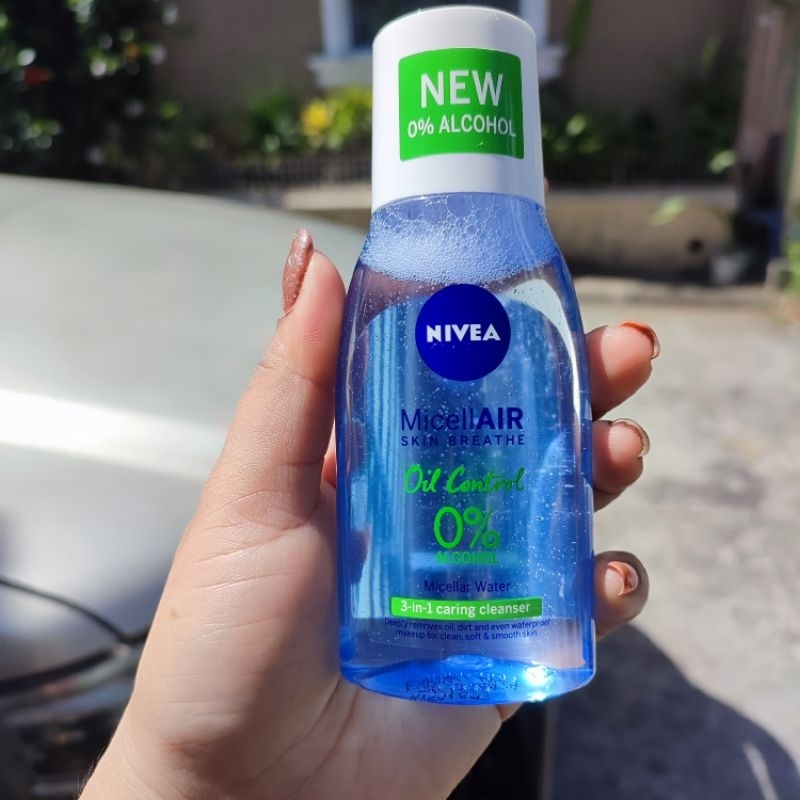 NEW
0% ALCOHOL
NIVEA
MicellAIR
SKIN BREATHE
Oil Control
0%
ALCOHOL
Micellar Water
3-in-1 caring cleanser
Deeply removes oil, dirt and even waterproof
makeup for clean, soft & smooth skin.